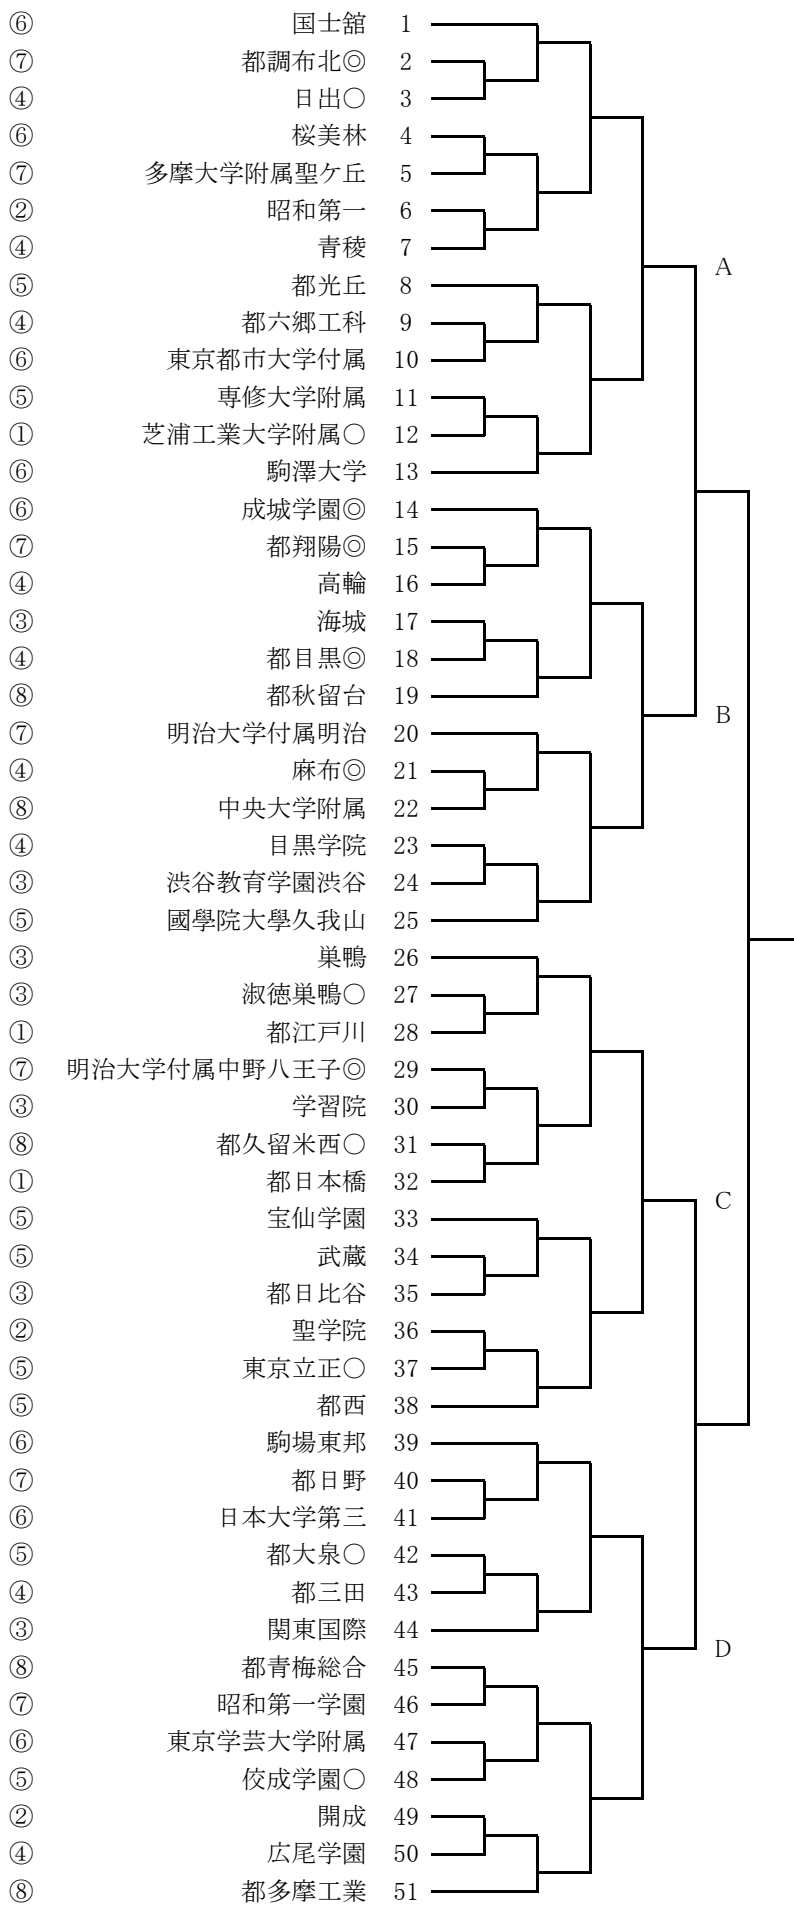 ⑥ 国士舘 1
⑦ 都調布北◎ 2
④ 日出○ 3
⑥ 桜美林 4
⑦ 多摩大学附属聖ケ丘 5
② 昭和第一 6
④ 青稜 7
A
⑤ 都光丘 8
④ 都六郷工科 9
⑥ 東京都市大学付属 10
⑤ 専修大学附属 11
① 芝浦工業大学附属○ 12
⑥ 駒澤大学 13
⑥ 成城学園◎ 14
⑦ 都翔陽◎ 15
④ 高輪 16
③ 海城 17
④ 都目黒◎ 18
⑧ 都秋留台 19
B
⑦ 明治大学付属明治 20
④ 麻布◎ 21
⑧ 中央大学附属 22
④ 目黒学院 23
③ 渋谷教育学園渋谷 24
⑤ 國學院大學久我山 25
③ 巣鴨 26
③ 淑徳巣鴨○ 27
① 都江戸川 28
⑦ 明治大学付属中野八王子◎ 29
③ 学習院 30
⑧ 都久留米西○ 31
① 都日本橋 32
C
⑤ 宝仙学園 33
⑤ 武蔵 34
③ 都日比谷 35
② 聖学院 36
⑤ 東京立正○ 37
⑤ 都西 38
⑥ 駒場東邦 39
⑦ 都日野 40
⑥ 日本大学第三 41
⑤ 都大泉○ 42
④ 都三田 43
③ 関東国際 44
D
⑧ 都青梅総合 45
⑦ 昭和第一学園 46
⑥ 東京学芸大学附属 47
⑤ 佼成学園○ 48
② 開成 49
④ 広尾学園 50
⑧ 都多摩工業 51